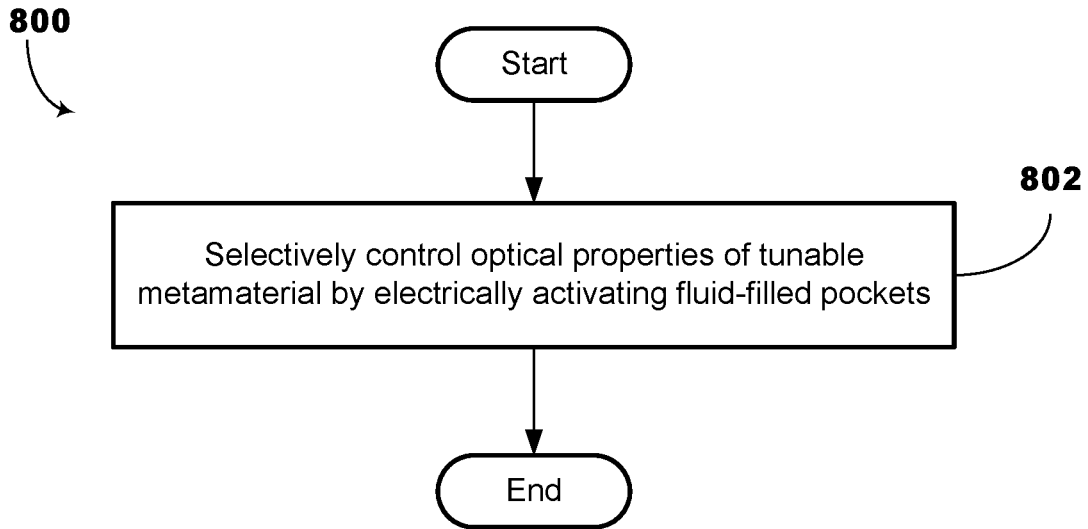 800
Start
802
Selectively control optical properties of tunable
metamaterial by electrically activating fluid-filled pockets
End